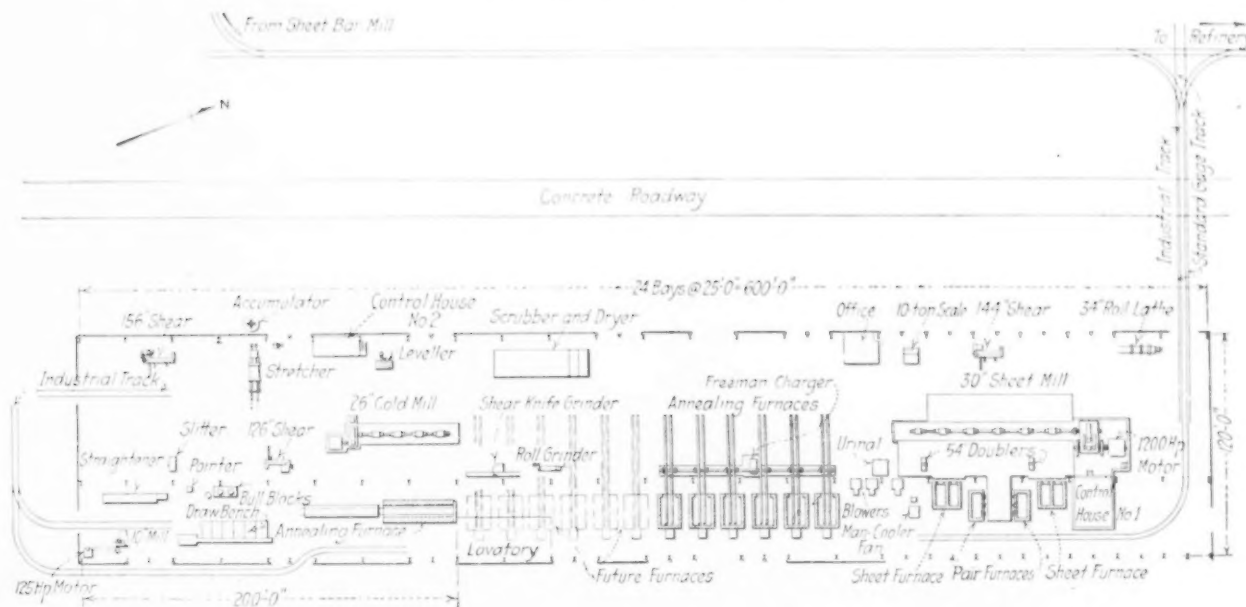 From Sheet Bar Mill
To Refinery
N
Industrial Track
Standard Gage Track
Concrete Roadway
24 Bays @ 25'-0"=600'-0"
156" Shear
Accumulator
Control House
No 2
Scrubber and Dryer
Office
10-ton Scale
144" Shear
34" Roll Lathe
Leveller
Stretcher
Industrial Track
26" Cold Mill
Shear Knife Grinder
Freeman Charger
Annealing Furnaces
30" Sheet Mill
120'-0"
Slitter
126" Shear
Straightener
Pointer
Roll Grinder
Urinal
54" Doublers
1200 Hp
Motor
Bull Blocks
Draw Bench
Annealing Furnace
Blowers
Control
House No 1
10" Mill
Lavatory
Man-Cooler
Fan
125 Hp Motor
Future Furnaces
Sheet Furnace
Pair Furnaces
Sheet Furnace
200'-0"